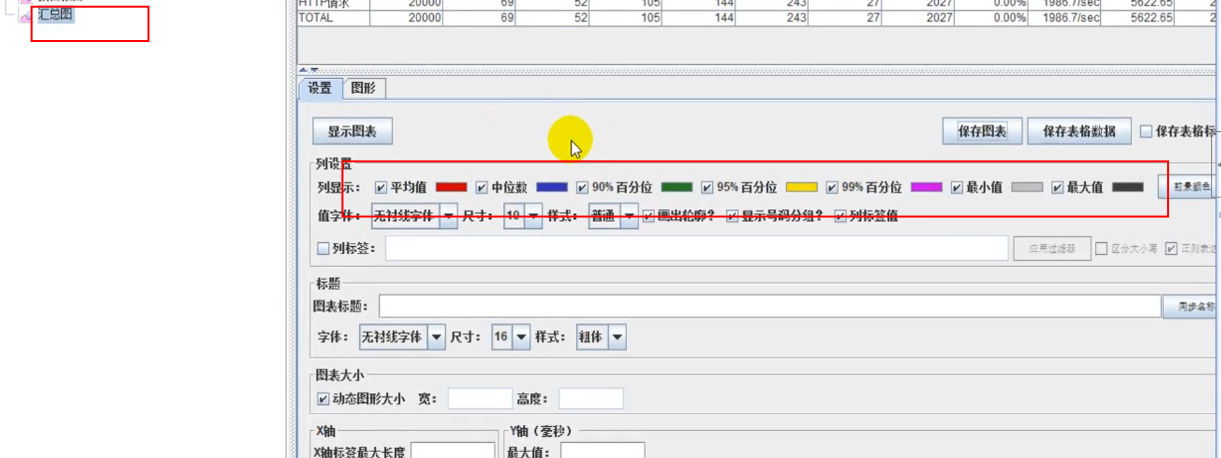 HTTP请求 20000 69 52 105 144 243 27 2027 0.00% 1986.7/sec 5622.65
汇总图
TOTAL 20000 69 52 105 144 243 27 2027 0.00% 1986.7/sec 5622.65
设置 图形
显示图表 保存图表 保存表格数据 保存表格标
列设置
列显示: 平均值 中位数 90% 百分位 95% 百分位 99% 百分位 最小值 最大值 前景颜色
值字体: 无衬线字体 尺寸: 10 样式: 普通 画出轮廓? 显示号码分组? 列标签值
列标签: 应用过滤器 区分大小写 正则表达
标题
图表标题: 同步名称
字体: 无衬线字体 尺寸: 16 样式: 粗体
图表大小
动态图形大小 宽: 高度:
X轴 Y轴 (毫秒)
X轴标签最大长度 最大值: